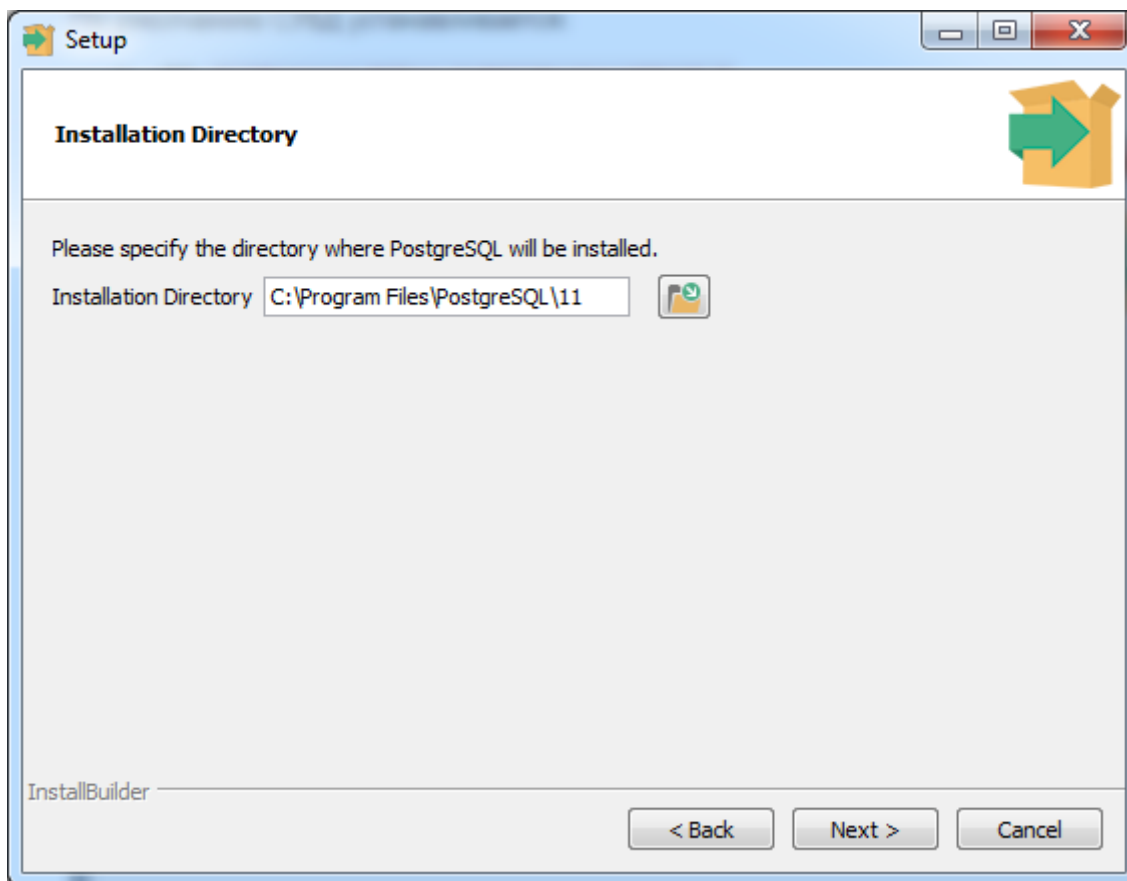 Setup
Installation Directory
Please specify the directory where PostgreSQL will be installed.
Installation Directory C:\Program Files\PostgreSQL\11
InstallBuilder
< Back Next > Cancel